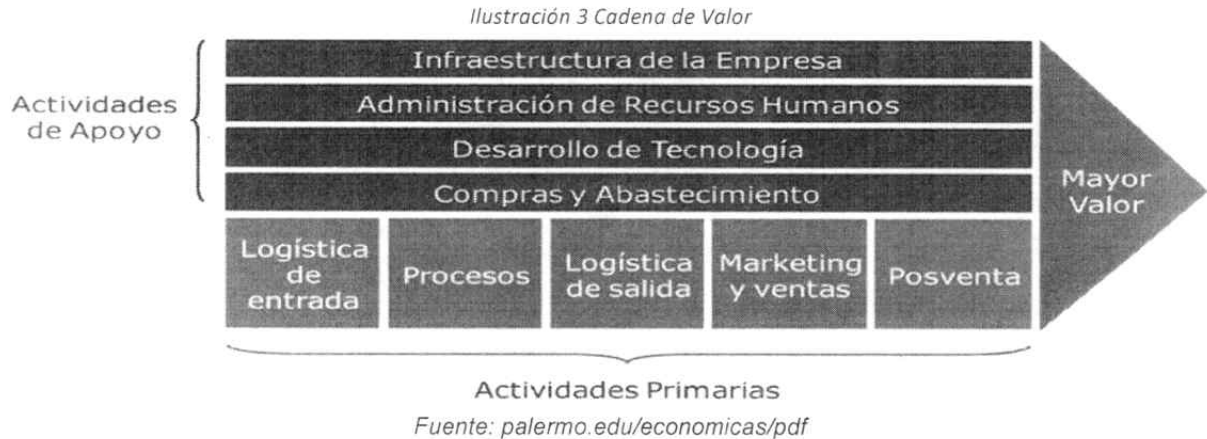 Ilustración 3 Cadena de Valor
Actividades
de Apoyo
Infraestructura de la Empresa
Administración de Recursos Humanos
Desarrollo de Tecnología
Compras y Abastecimiento
Logística
de
entrada
Procesos
Logística
de salida
Marketing
y ventas
Posventa
Mayor
Valor
Actividades Primarias
Fuente: palermo.edu/economicas/pdf